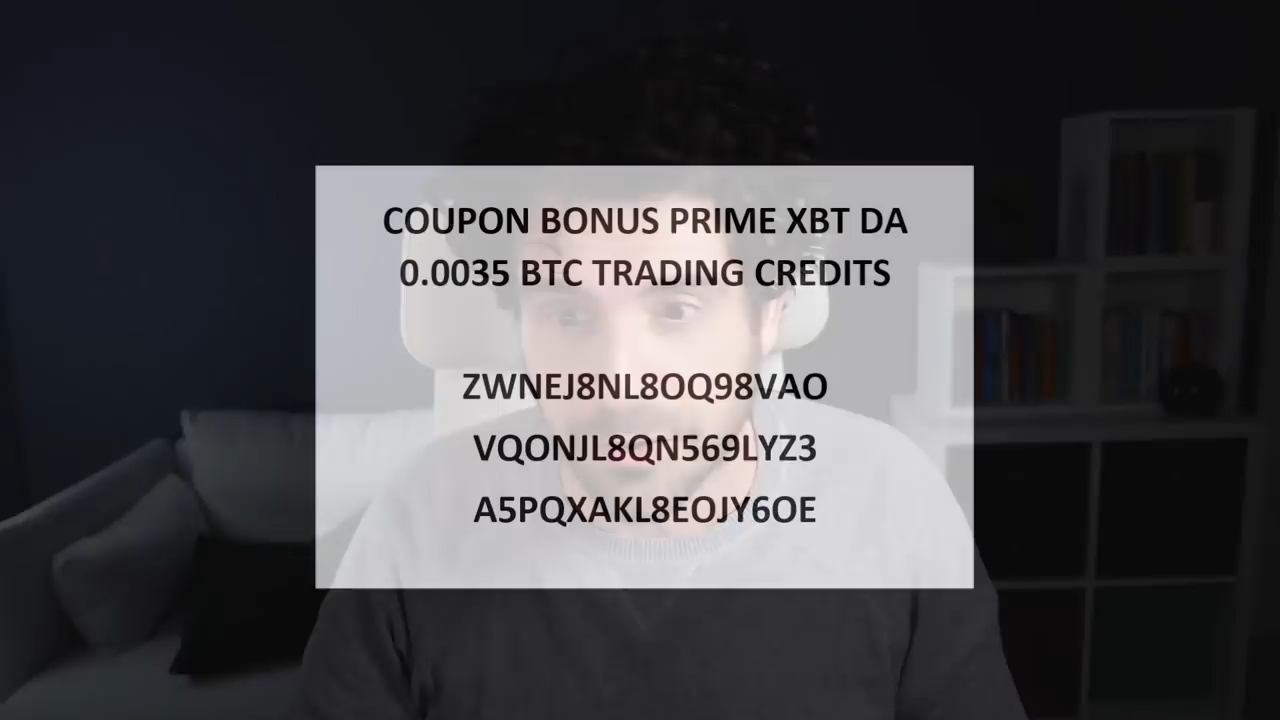 COUPON BONUS PRIME XBT DA
0.0035 BTC TRADING CREDITS
ZWNEJ8NL8OQ98VAO
VQONJL8QN569LYZ3
A5PQXAKL8EOJY6OE